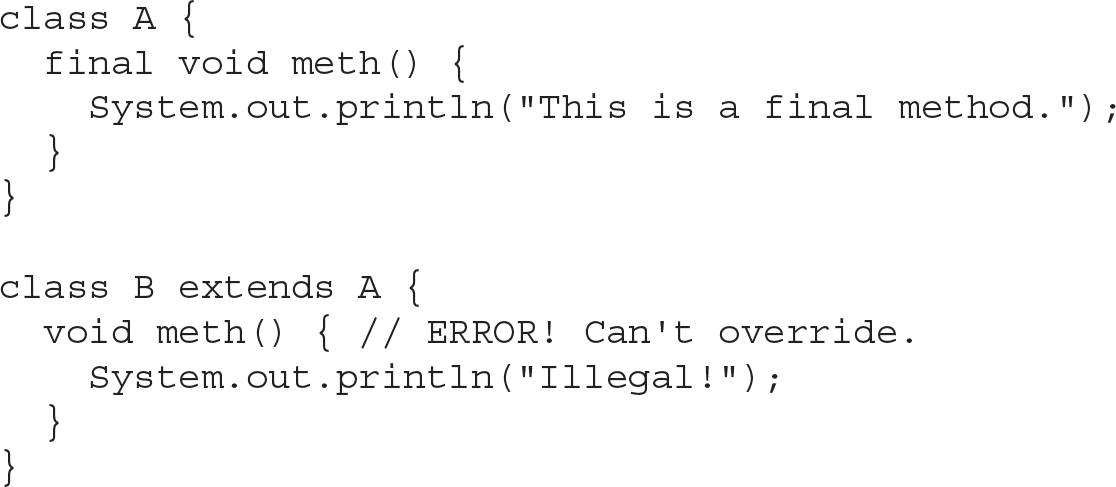 class A {
  final void meth() {
    System.out.println("This is a final method.");
  }
}

class B extends A {
  void meth() { // ERROR! Can't override.
    System.out.println("Illegal!");
  }
}